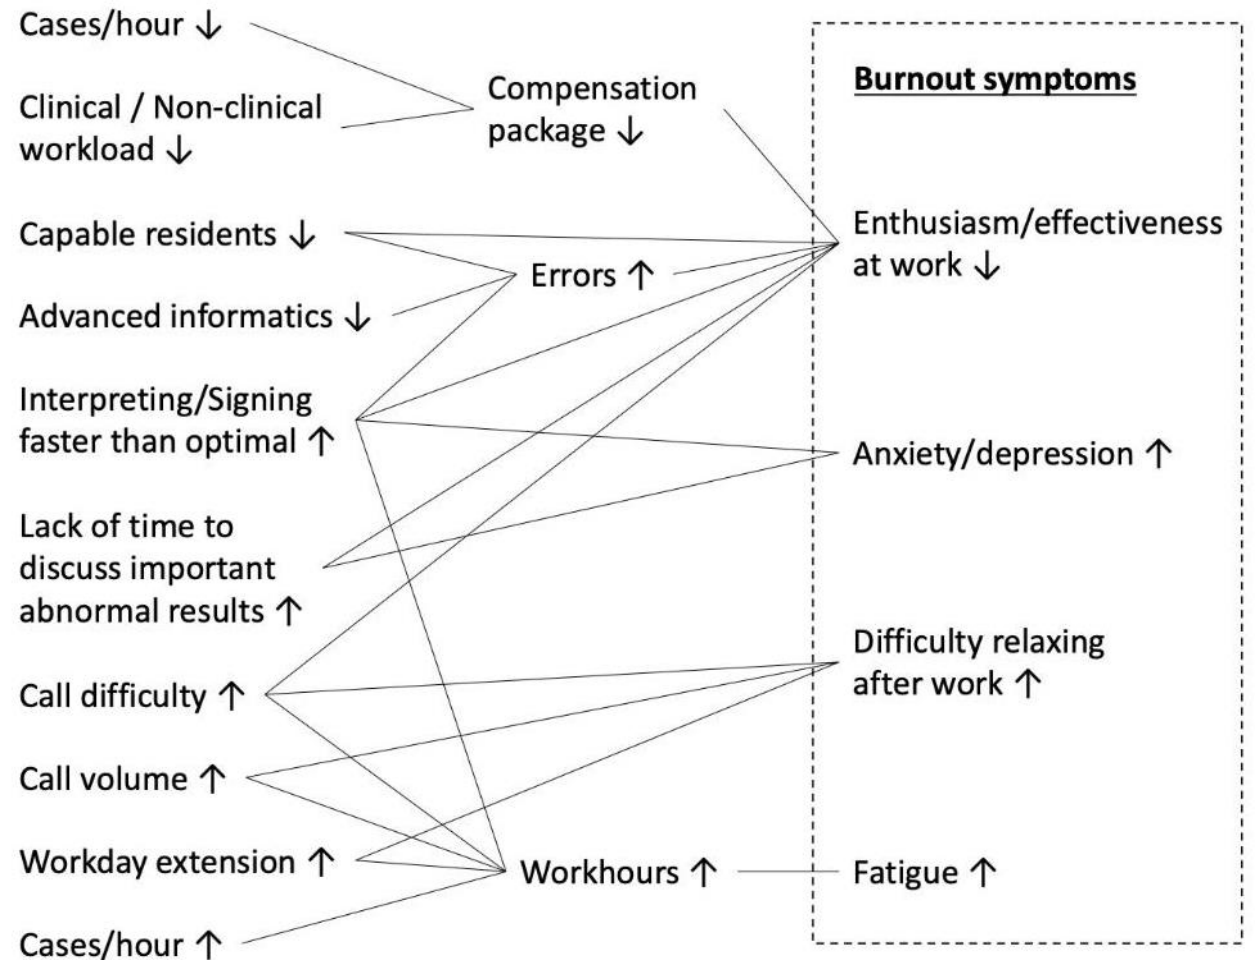 Cases/hour ↓
Clinical / Non-clinical
workload ↓
Capable residents ↓
Advanced informatics ↓
Interpreting/Signing
faster than optimal ↑
Lack of time to
discuss important
abnormal results ↑
Call difficulty ↑
Call volume ↑
Workday extension ↑
Cases/hour ↑
Compensation
package ↓
Errors ↑
Workhours ↑
Burnout symptoms
Enthusiasm/effectiveness
at work ↓
Anxiety/depression ↑
Difficulty relaxing
after work ↑
Fatigue ↑